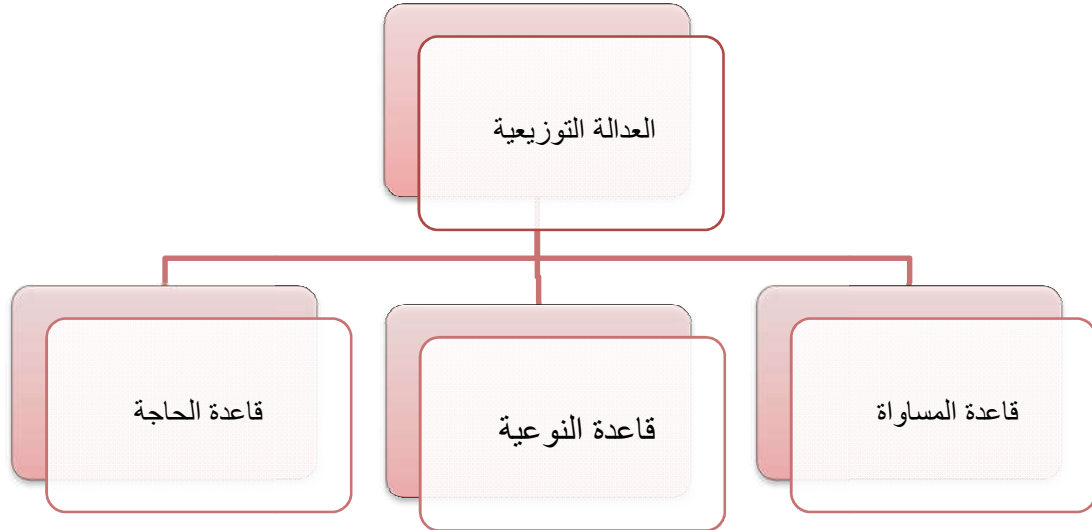 العدالة التوزيعية
قاعدة المساواة
قاعدة النوعية
قاعدة الحاجة